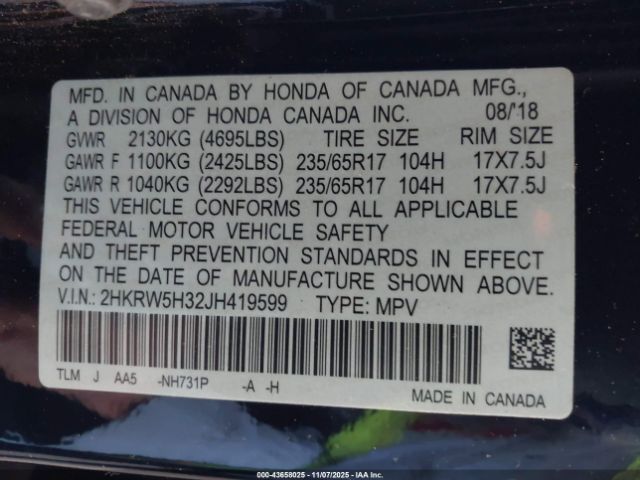 MFD. IN CANADA BY HONDA OF CANADA MFG.,
A DIVISION OF HONDA CANADA INC. 08/'18
GVWR 2130KG (4695LBS) TIRE SIZE RIM SIZE
GAWR F 1100KG (2425LBS) 235/65R17 104H 17X7.5J
GAWR R 1040KG (2292LBS) 235/65R17 104H 17X7.5J
THIS VEHICLE CONFORMS TO ALL APPLICABLE
FEDERAL MOTOR VEHICLE SAFETY
AND THEFT PREVENTION STANDARDS IN EFFECT
ON THE DATE OF MANUFACTURE SHOWN ABOVE.
V.I.N.: 2HKRW5H32JH419599 TYPE: MPV
TLM J AA5 -NH731P -A -H
MADE IN CANADA
000-43658025 - 11/07/2025 - IAA Inc.